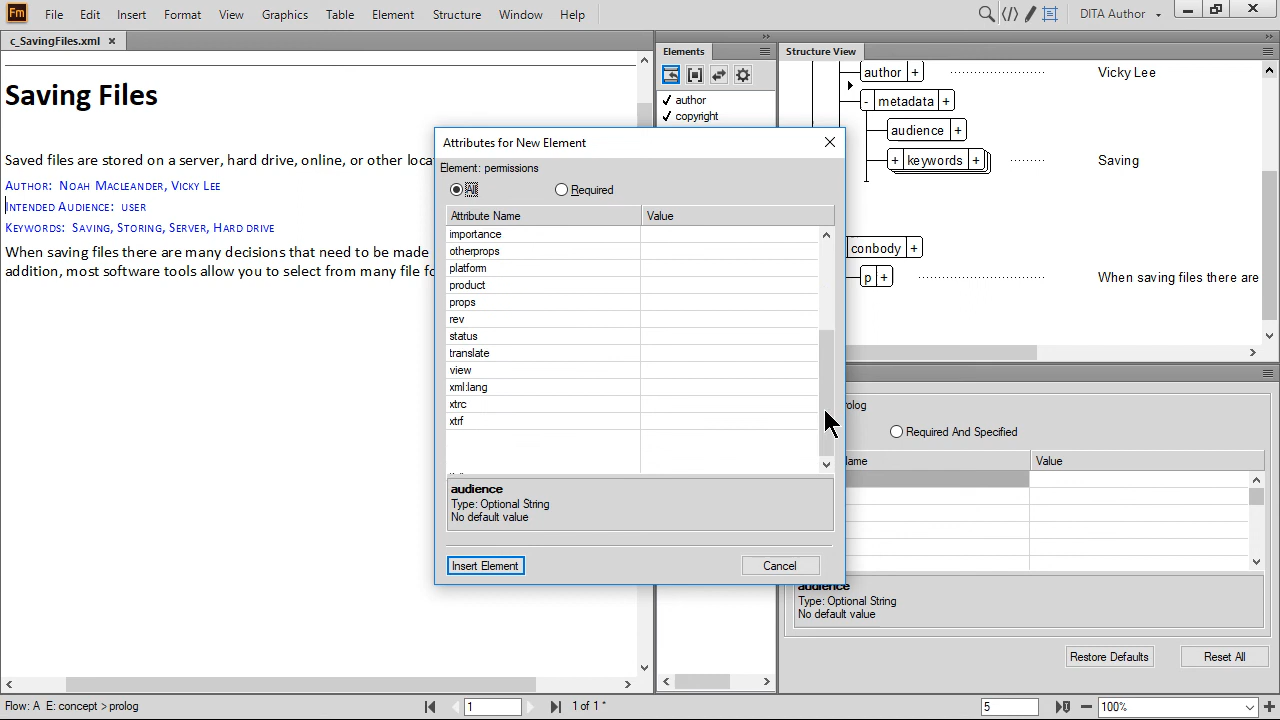 Fm File Edit Insert Format View Graphics Table Element Structure Window Help DITA Author
c_SavingFiles.xml
Saving Files
Saved files are stored on a server, hard drive, online, or other loca
Author: Noah Macleander, Vicky Lee
Intended Audience: user
Keywords: Saving, Storing, Server, Hard drive
When saving files there are many decisions that need to be made
addition, most software tools allow you to select from many file fo
Elements
author
copyright
Structure View
author + Vicky Lee
- metadata +
audience +
+ keywords + Saving
conbody +
p + When saving files there are
Attributes for New Element
Element: permissions
All Required
Attribute Name Value
importance
otherprops
platform
product
props
rev
status
translate
view
xml:lang
xtrc
xtrf
audience
Type: Optional String
No default value
Insert Element Cancel
rolog
Required And Specified
lame Value
audience
Type: Optional String
No default value
Restore Defaults Reset All
Flow: A E: concept > prolog 1 1 of 1 * 5 100%